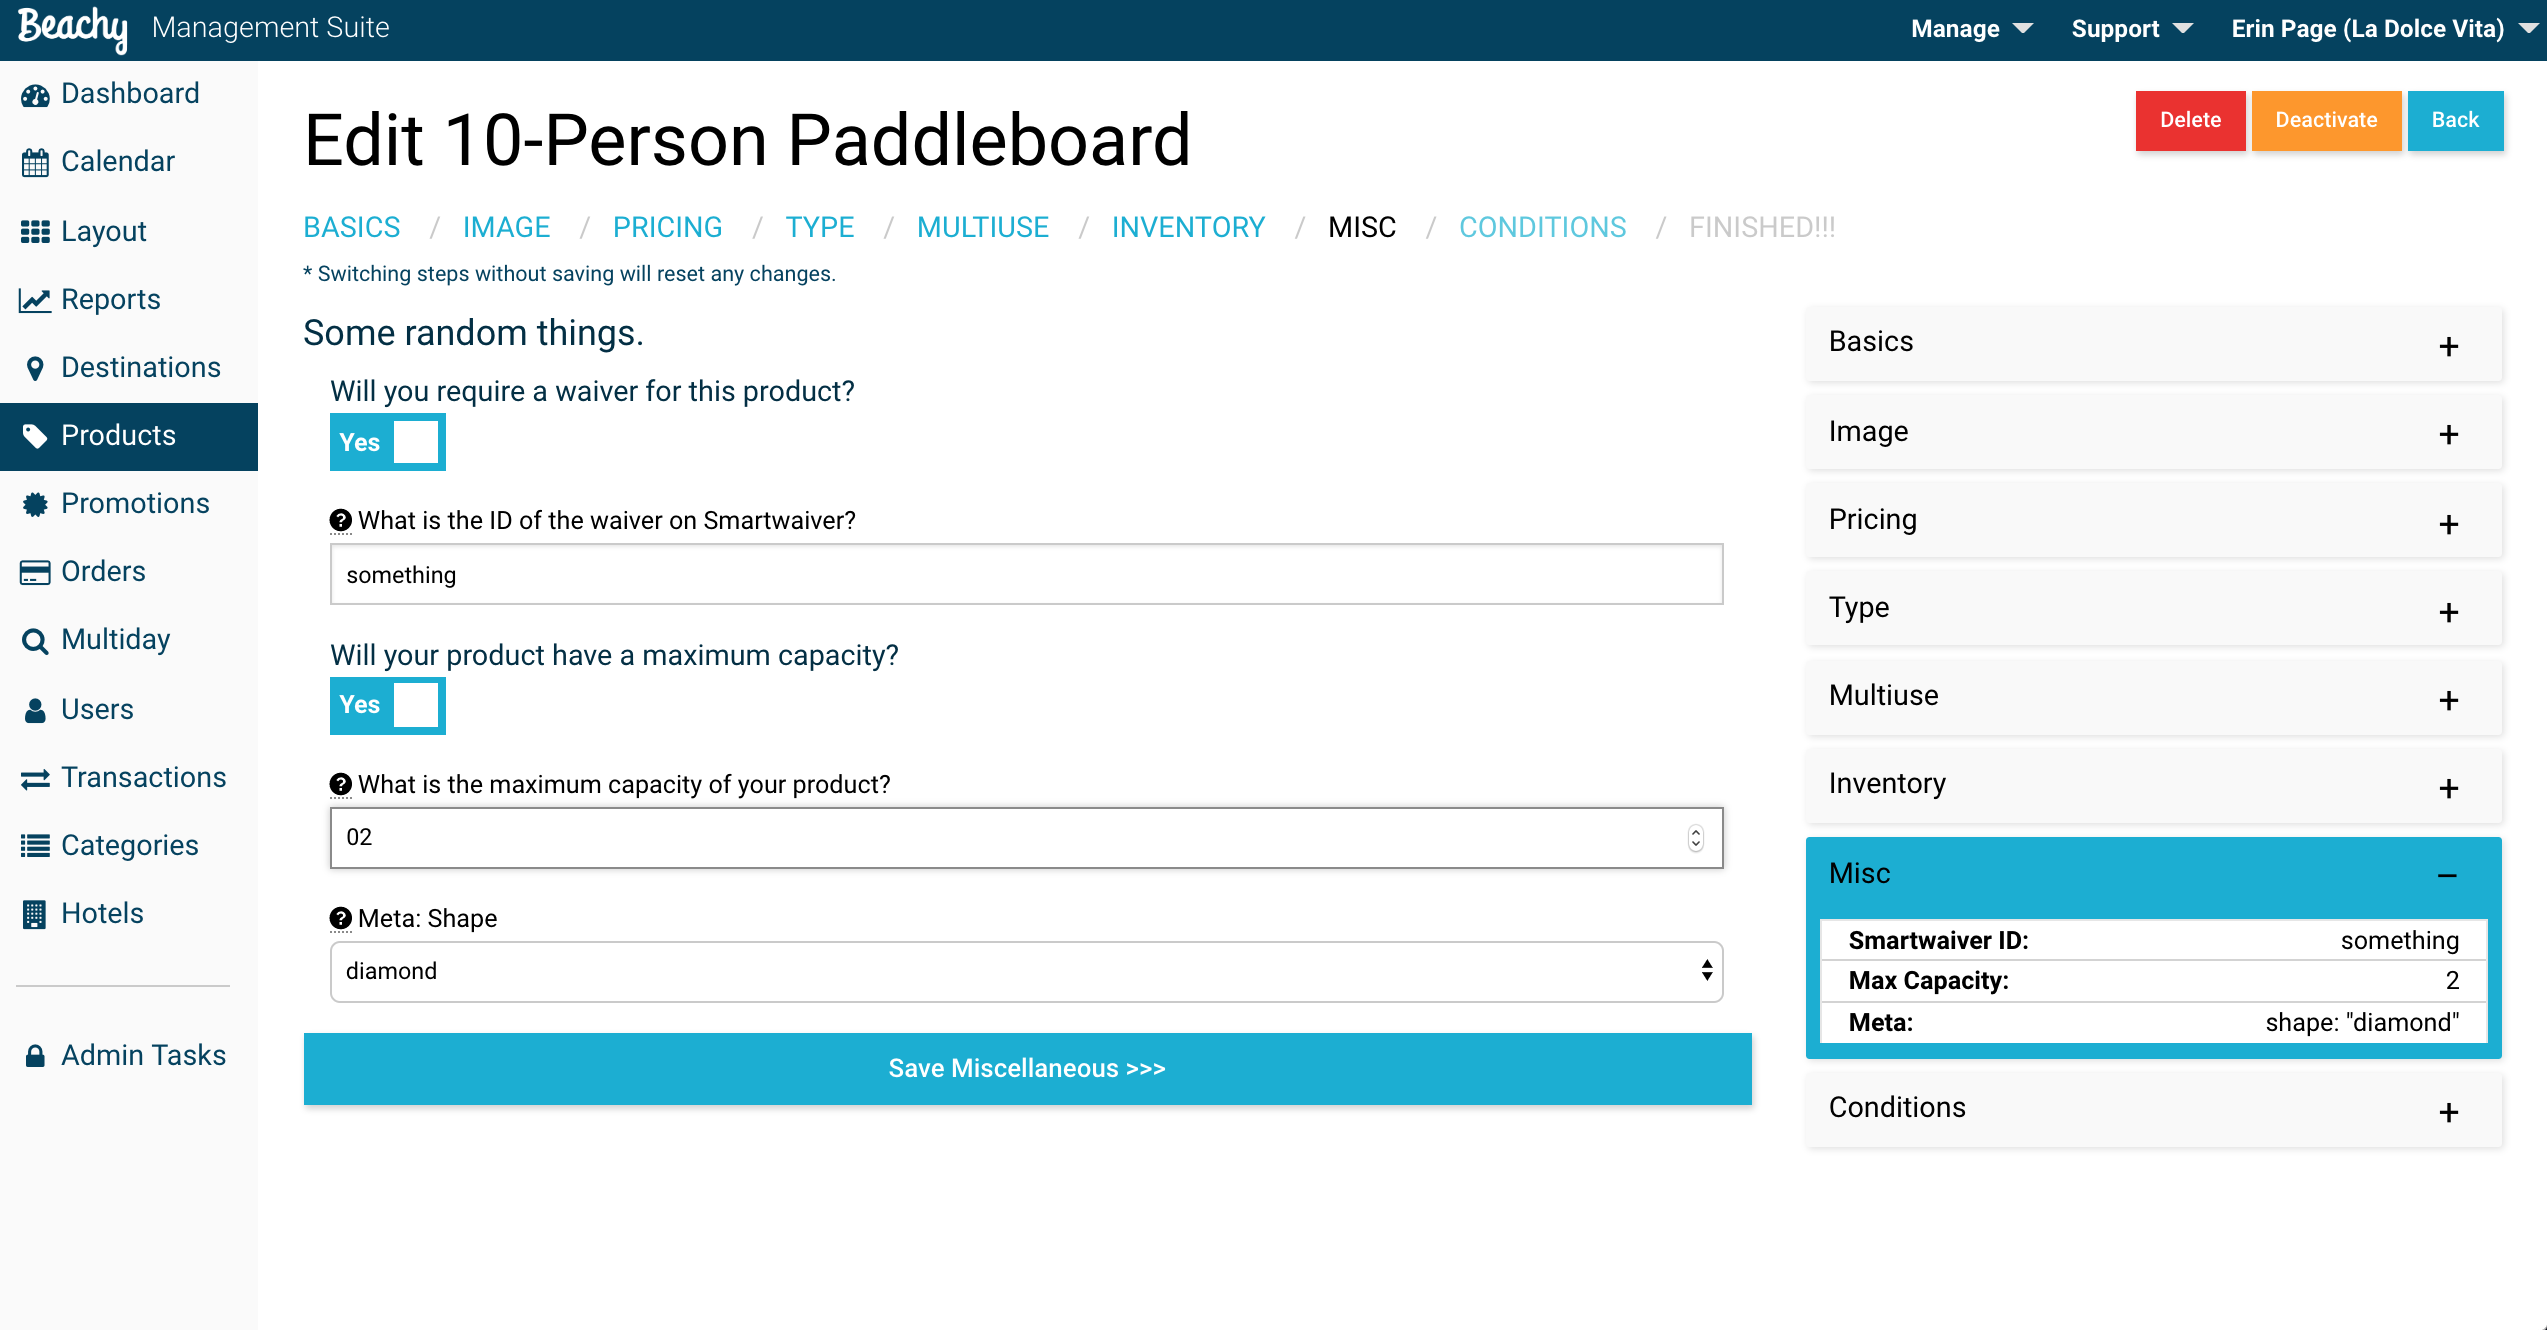 Beachy Management Suite
Manage Support Erin Page (La Dolce Vita)
Dashboard
Calendar
Layout
Reports
Destinations
Products
Promotions
Orders
Multiday
Users
Transactions
Categories
Hotels
Admin Tasks
Edit 10-Person Paddleboard
Delete Deactivate Back
BASICS / IMAGE / PRICING / TYPE / MULTIUSE / INVENTORY / MISC / CONDITIONS / FINISHED!!!
* Switching steps without saving will reset any changes.
Some random things.
Will you require a waiver for this product?
Yes
What is the ID of the waiver on Smartwaiver?
something
Will your product have a maximum capacity?
Yes
What is the maximum capacity of your product?
02
Meta: Shape
diamond
Save Miscellaneous >>>
Basics +
Image +
Pricing +
Type +
Multiuse +
Inventory +
Misc –
Smartwaiver ID: something
Max Capacity: 2
Meta: shape: "diamond"
Conditions +